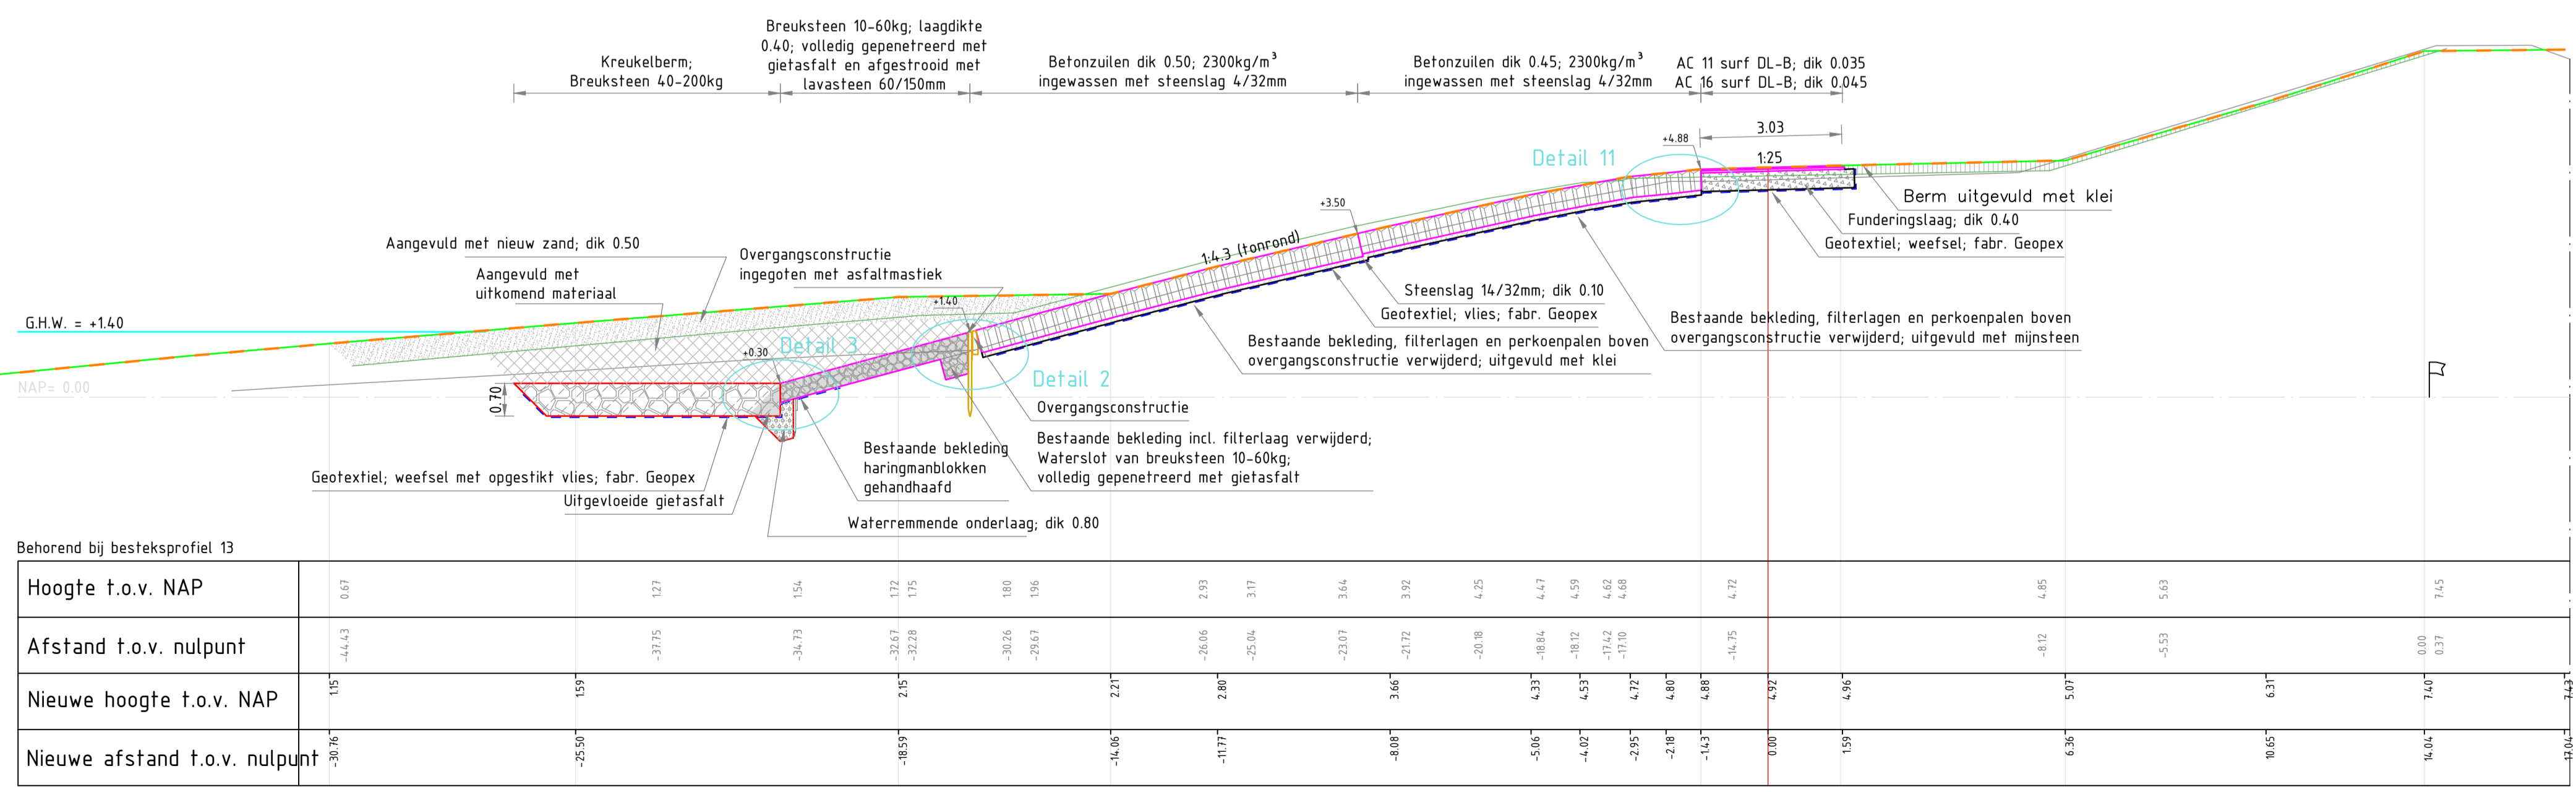 Breuksteen 10-60kg; laagdikte
0.40; volledig gepenetreerd met
gietasfalt en afgestrooid met
lavasteen 60/150mm
Kreukelberm;
Breuksteen 40-200kg
Betonzuilen dik 0.50; 2300kg/m³
ingewassen met steenslag 4/32mm
Betonzuilen dik 0.45; 2300kg/m³
ingewassen met steenslag 4/32mm
AC 11 surf DL-B; dik 0.035
AC 16 surf DL-B; dik 0.045
3.03
+4.88
1:25
Detail 11
Berm uitgevuld met klei
Funderingslaag; dik 0.40
Geotextiel; weefsel; fabr. Geopex
+3.50
1:4.3 (tonrond)
Aangevuld met nieuw zand; dik 0.50
Aangevuld met
uitkomend materiaal
Overgangsconstructie
ingegoten met asfaltmastiek
+1.40
Steenslag 14/32mm; dik 0.10
Geotextiel; vlies; fabr. Geopex
G.H.W. = +1.40
Bestaande bekleding, filterlagen en perkoenpalen boven
overgangsconstructie verwijderd; uitgevuld met mijnsteen
Bestaande bekleding, filterlagen en perkoenpalen boven
overgangsconstructie verwijderd; uitgevuld met klei
+0.30
Detail 3
Detail 2
NAP= 0.00
0.70
Overgangsconstructie
Bestaande bekleding incl. filterlaag verwijderd;
Waterslot van breuksteen 10-60kg;
volledig gepenetreerd met gietasfalt
Bestaande bekleding
haringmanblokken
gehandhaafd
Geotextiel; weefsel met opgestikt vlies; fabr. Geopex
Uitgevloeide gietasfalt
Waterremmende onderlaag; dik 0.80
Behorend bij besteksprofiel 13
Hoogte t.o.v. NAP 0.67 1.27 1.54 1.72 1.75 1.80 1.96 2.93 3.17 3.64 3.92 4.25 4.47 4.59 4.62 4.68 4.72 4.85 5.63 7.45
Afstand t.o.v. nulpunt -44.43 -37.75 -34.73 -32.67 -32.28 -30.26 -29.67 -26.06 -25.04 -23.07 -21.72 -20.18 -18.84 -18.12 -17.42 -17.10 -14.75 -8.12 -5.53 0.00 0.37
Nieuwe hoogte t.o.v. NAP 1.15 1.59 2.15 2.21 2.80 3.66 4.33 4.53 4.72 4.80 4.88 4.92 4.96 5.07 6.31 7.40 7.43
Nieuwe afstand t.o.v. nulpunt -30.76 -25.50 -18.59 -14.06 -11.77 -8.08 -5.06 -4.02 -2.95 -2.18 -1.43 0.00 1.59 6.36 10.65 14.04 17.04